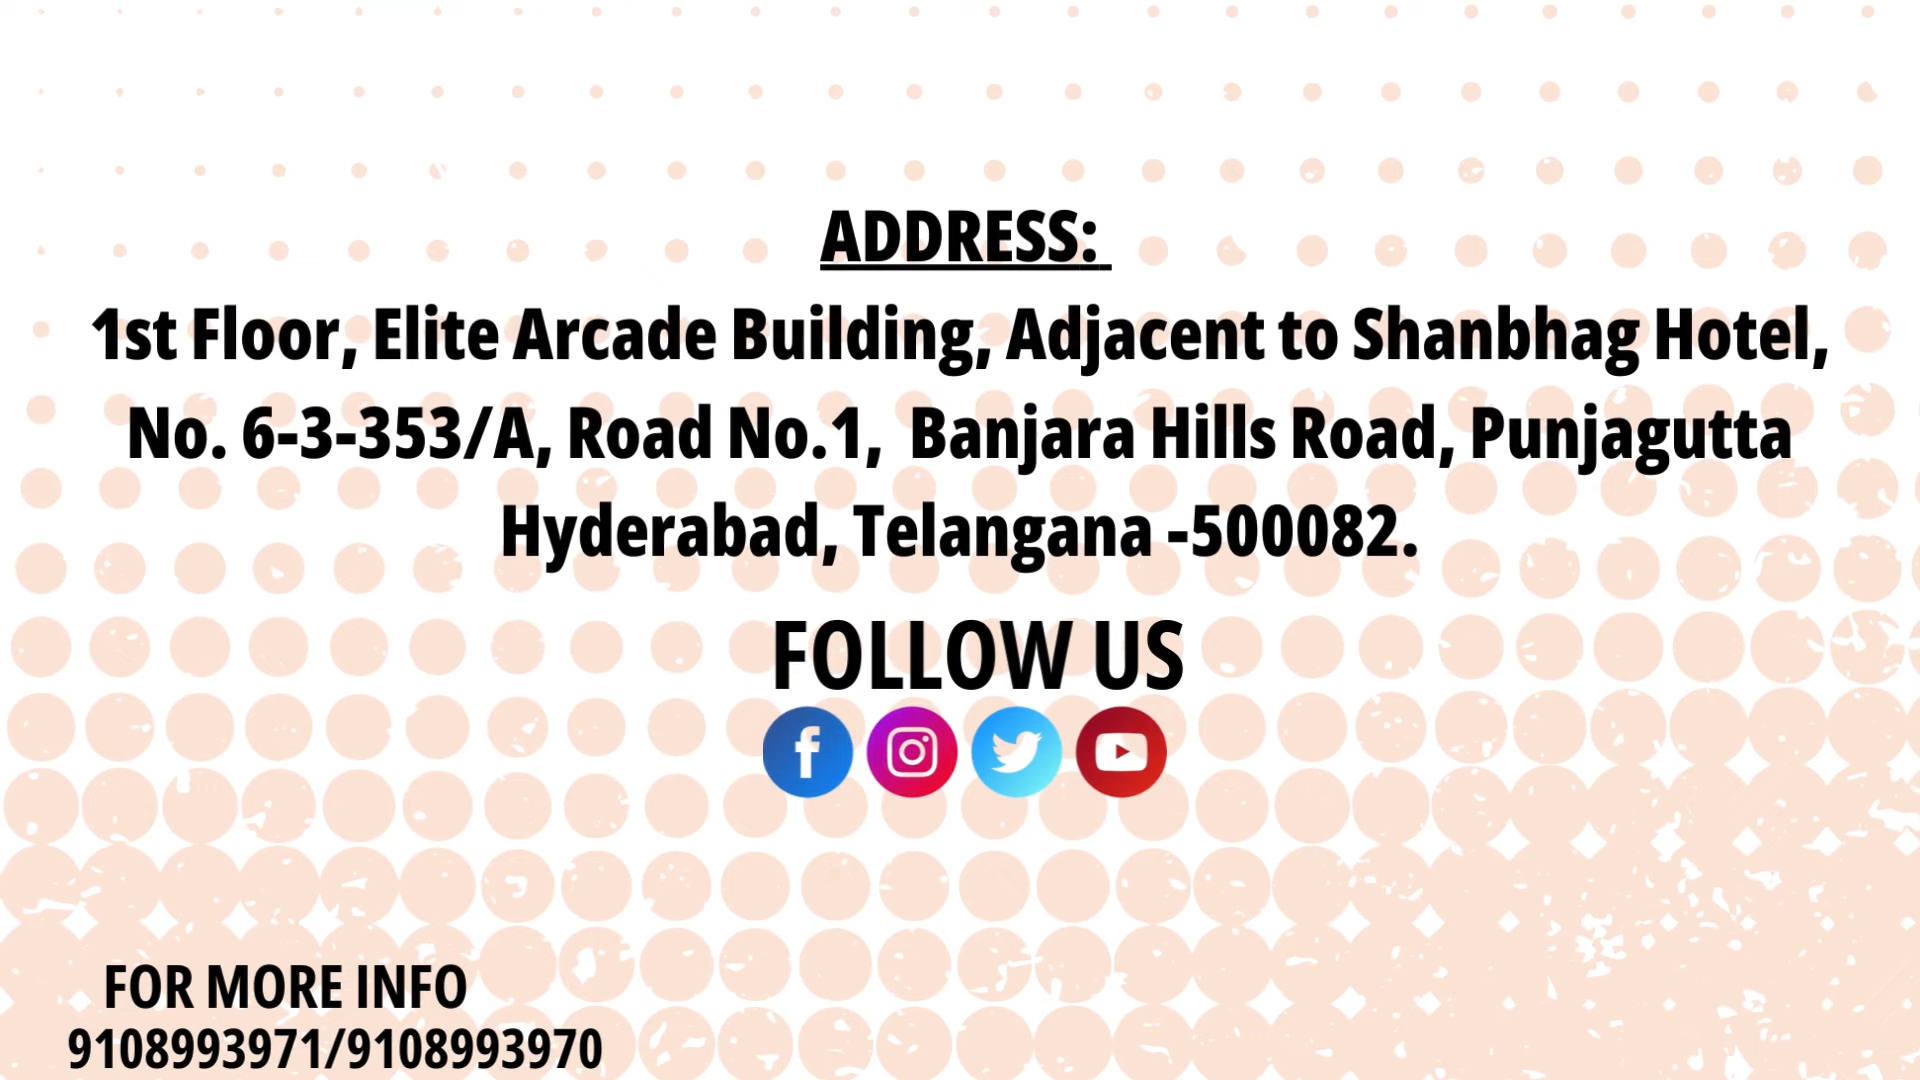 ADDRESS:
1st Floor, Elite Arcade Building, Adjacent to Shanbhag Hotel,
No. 6-3-353/A, Road No.1, Banjara Hills Road, Punjagutta
Hyderabad, Telangana -500082.
FOLLOW US
FOR MORE INFO
9108993971/9108993970